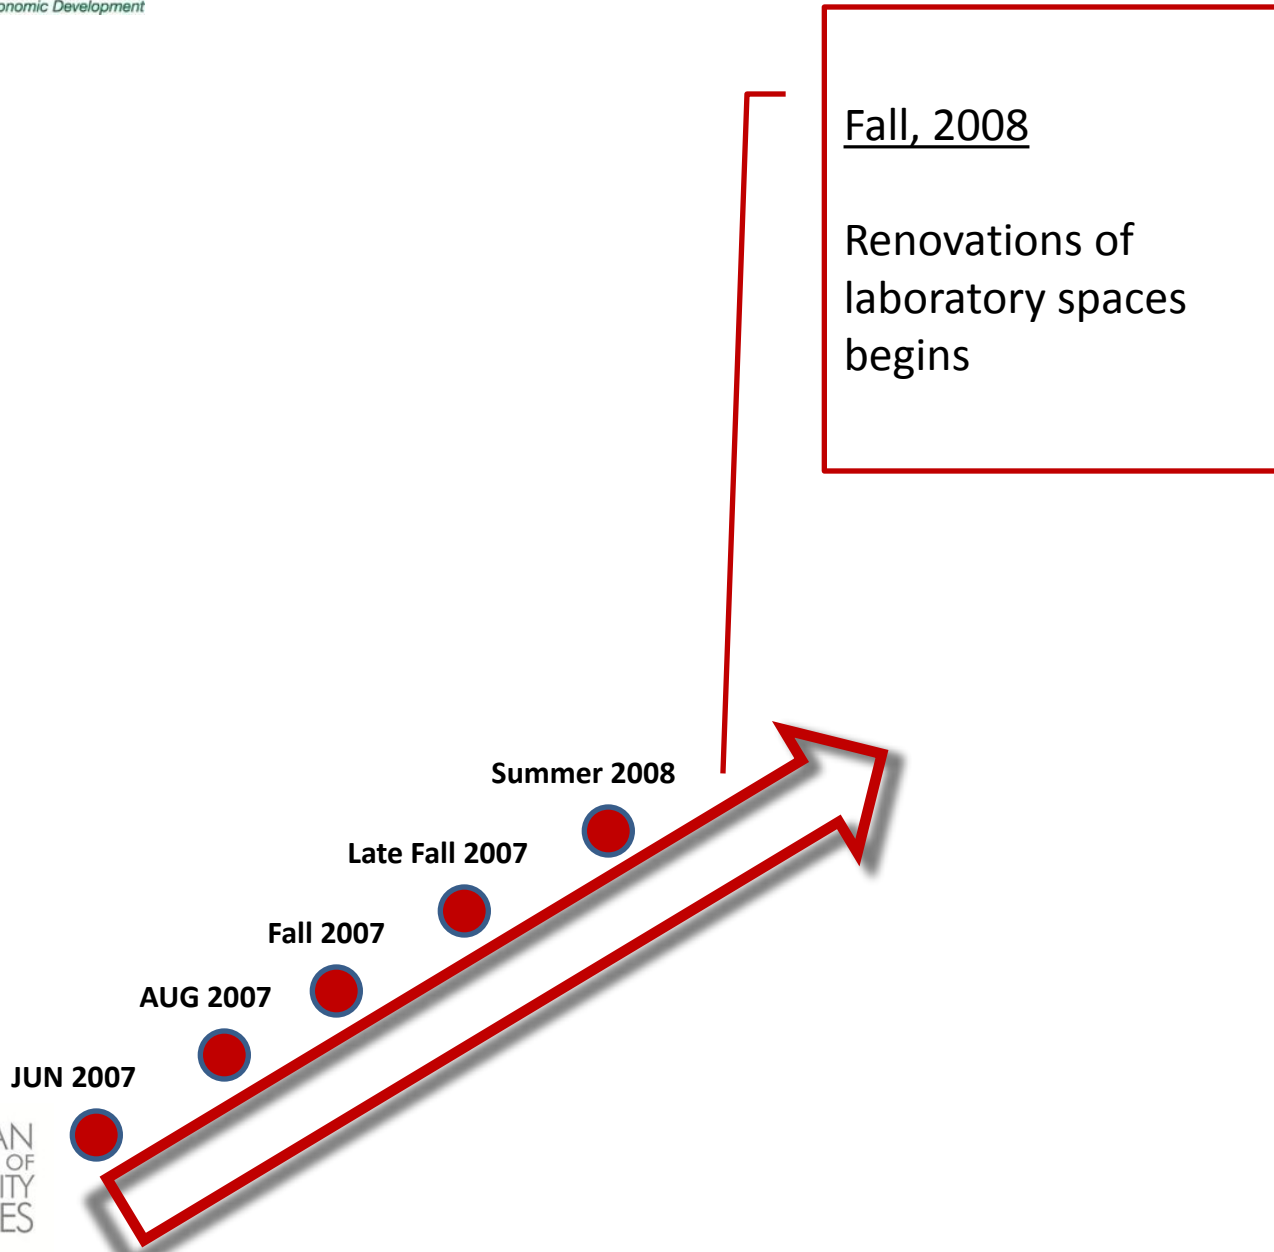 onomic Development
Fall, 2008
Renovations of
laboratory spaces
begins
Summer 2008
Late Fall 2007
Fall 2007
AUG 2007
JUN 2007
AN
OF
ITY
ES